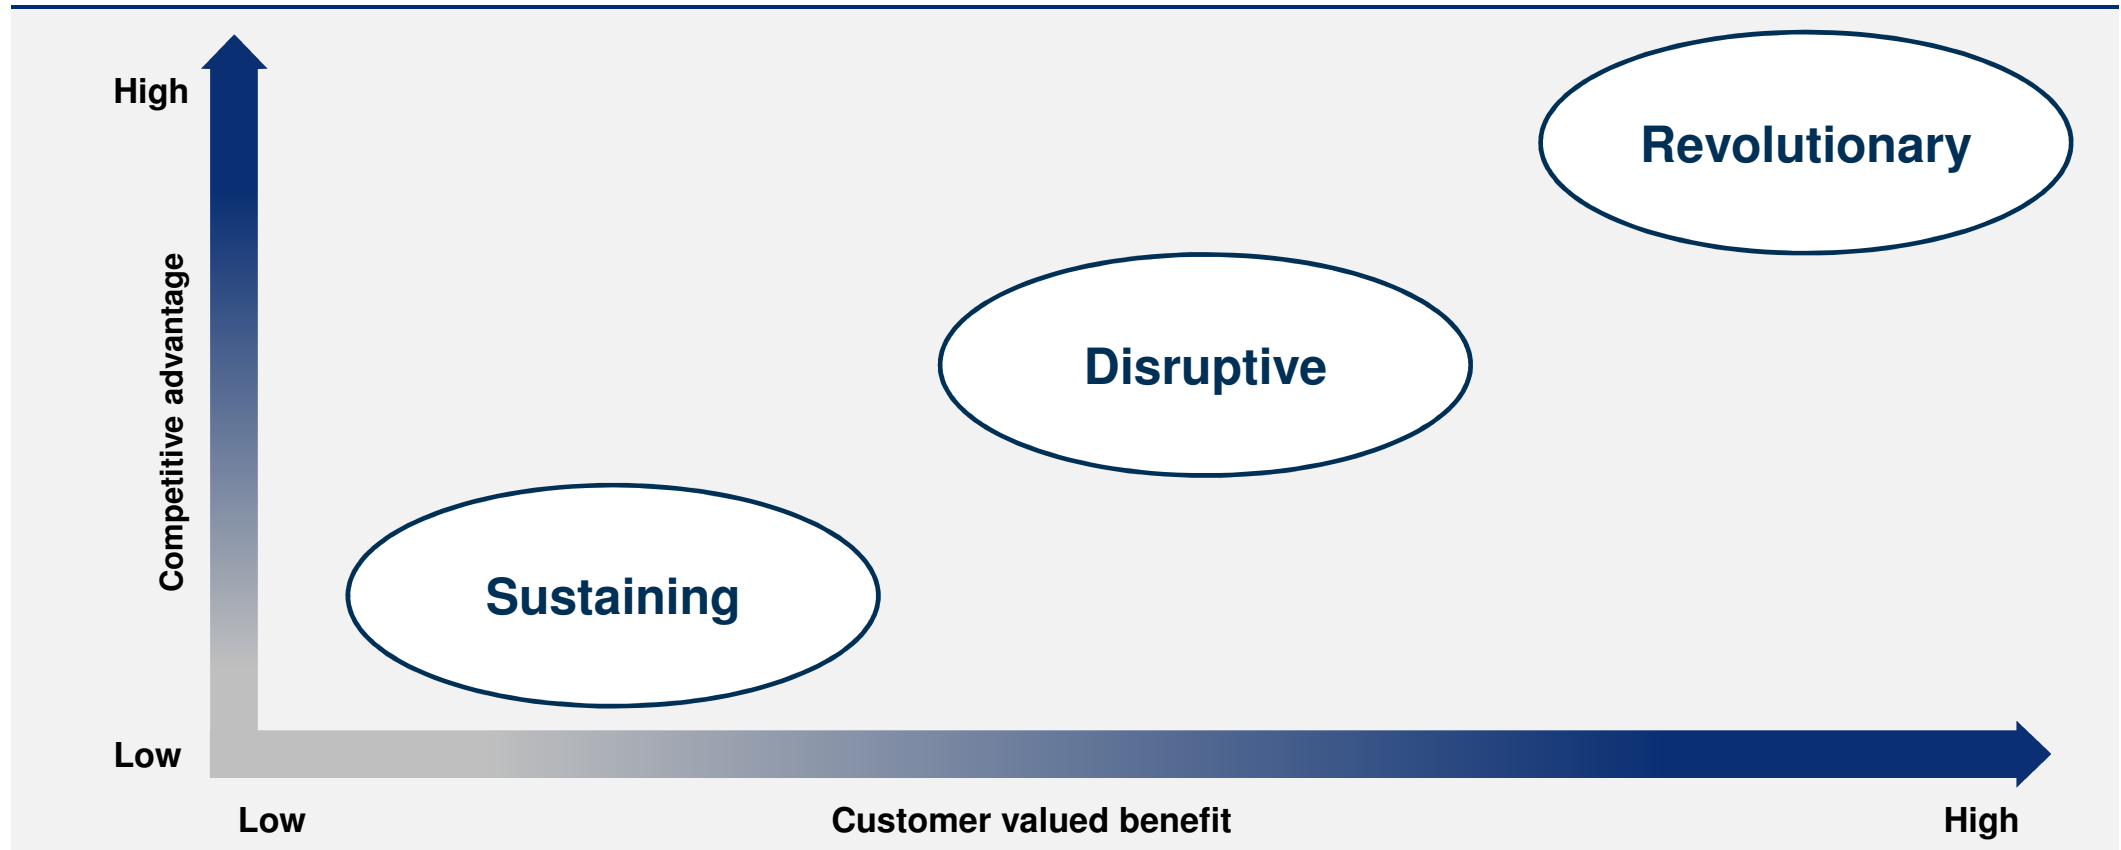 High
Revolutionary
Competitive advantage
Disruptive
Sustaining
Low
Low
Customer valued benefit
High